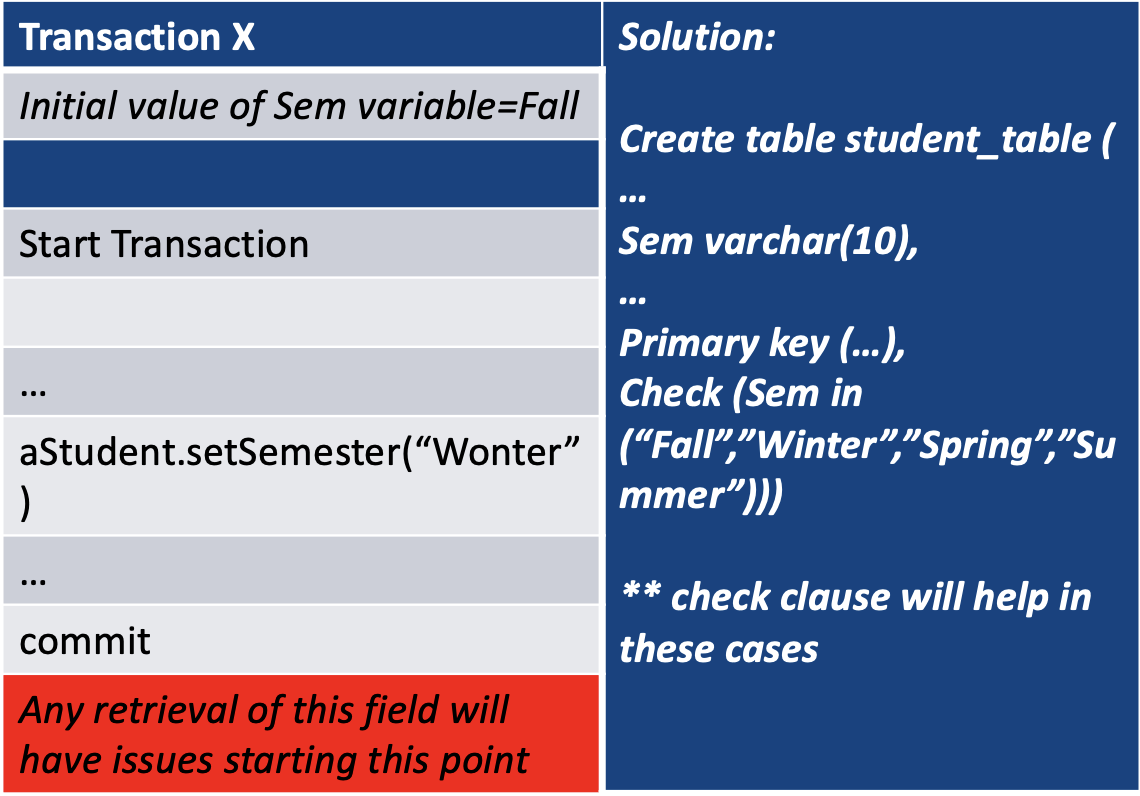 Transaction X
Initial value of Sem variable=Fall
Start Transaction
…
aStudent.setSemester(“Wonter”
)
…
commit
Any retrieval of this field will
have issues starting this point
Solution:
Create table student_table (
…
Sem varchar(10),
…
Primary key (…),
Check (Sem in
(“Fall”,”Winter”,”Spring”,”Su
mmer”)))
** check clause will help in
these cases